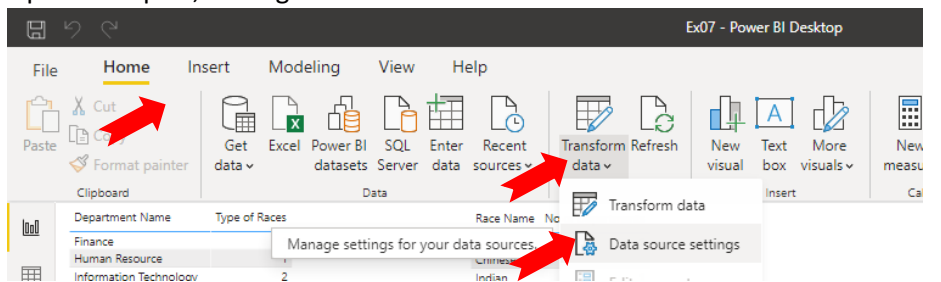 Ex07 - Power BI Desktop
File Home Insert Modeling View Help
Cut
Paste
Format painter
Get data
Excel
Power BI datasets
SQL Server
Enter data
Recent sources
Transform data
Refresh
New visual
Text box
More visuals
New
Clipboard
Data
Insert
Department Name Type of Races Race Name
Finance
Manage settings for your data sources.
Human Resource
Information Technology 2 Indian
Transform data
Data source settings